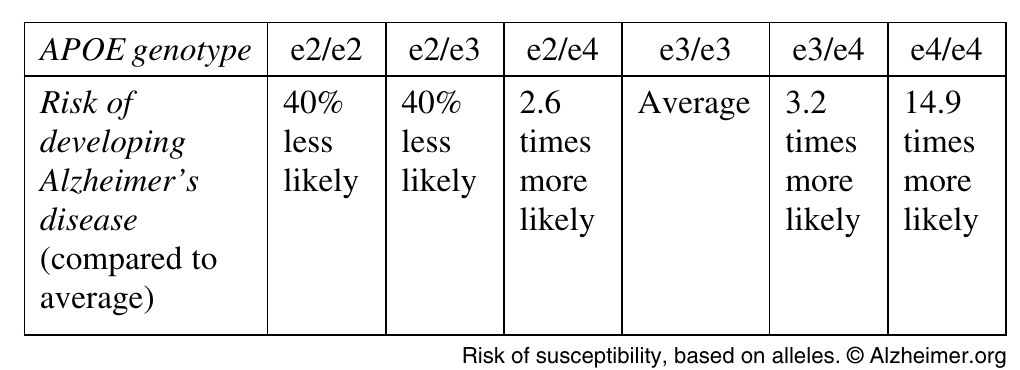 APOE genotype e2/e2 e2/e3 e2/e4 e3/e3 e3/e4 e4/e4
Risk of 40% 40% 2.6 Average 3.2 14.9
developing less less times times times
Alzheimer's likely likely more more more
disease likely likely likely
(compared to
average)
Risk of susceptibility, based on alleles. © Alzheimer.org